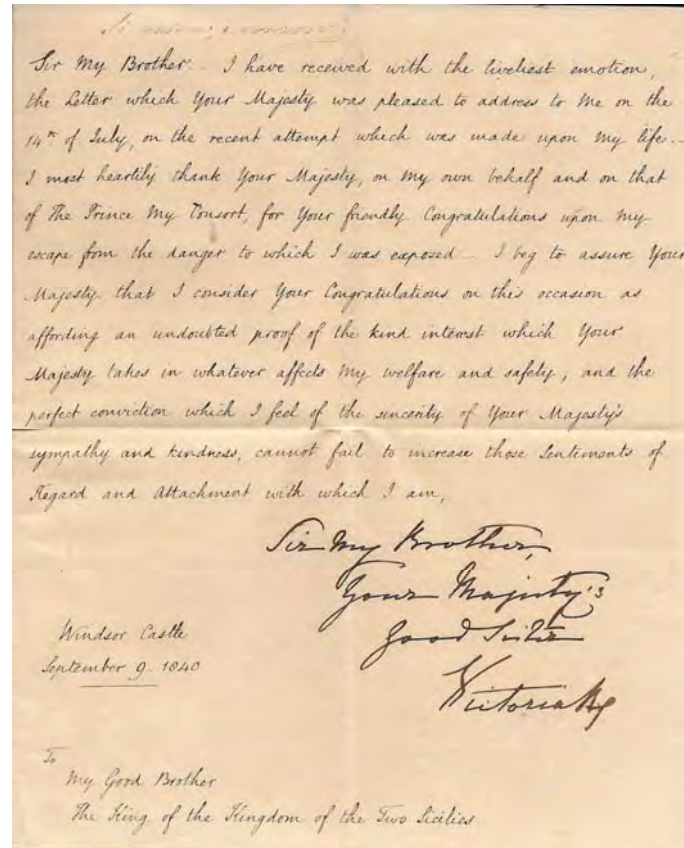 Sir My Brother. I have received with the liveliest emotion,
the Letter which Your Majesty was pleased to address to Me on the
14th of July, on the recent attempt which was made upon my life.
I most heartily thank Your Majesty, on My own behalf and on that
of The Prince My Consort, for Your friendly Congratulations upon my
escape from the danger to which I was exposed _ I beg to assure Your
Majesty that I consider Your Congratulations on this occasion as
affording an undoubted proof of the kind interest which Your
Majesty takes in whatever affects My welfare and safety, and the
perfect conviction which I feel of the sincerity of Your Majesty's
sympathy and kindness, cannot fail to increase those Sentiments of
Regard and Attachment with which I am,
Sir My Brother,
Your Majesty's
Good Sister
Victoria R
Windsor Castle
September 9. 1840
To
My Good Brother
The King of the Kingdom of the Two Sicilies